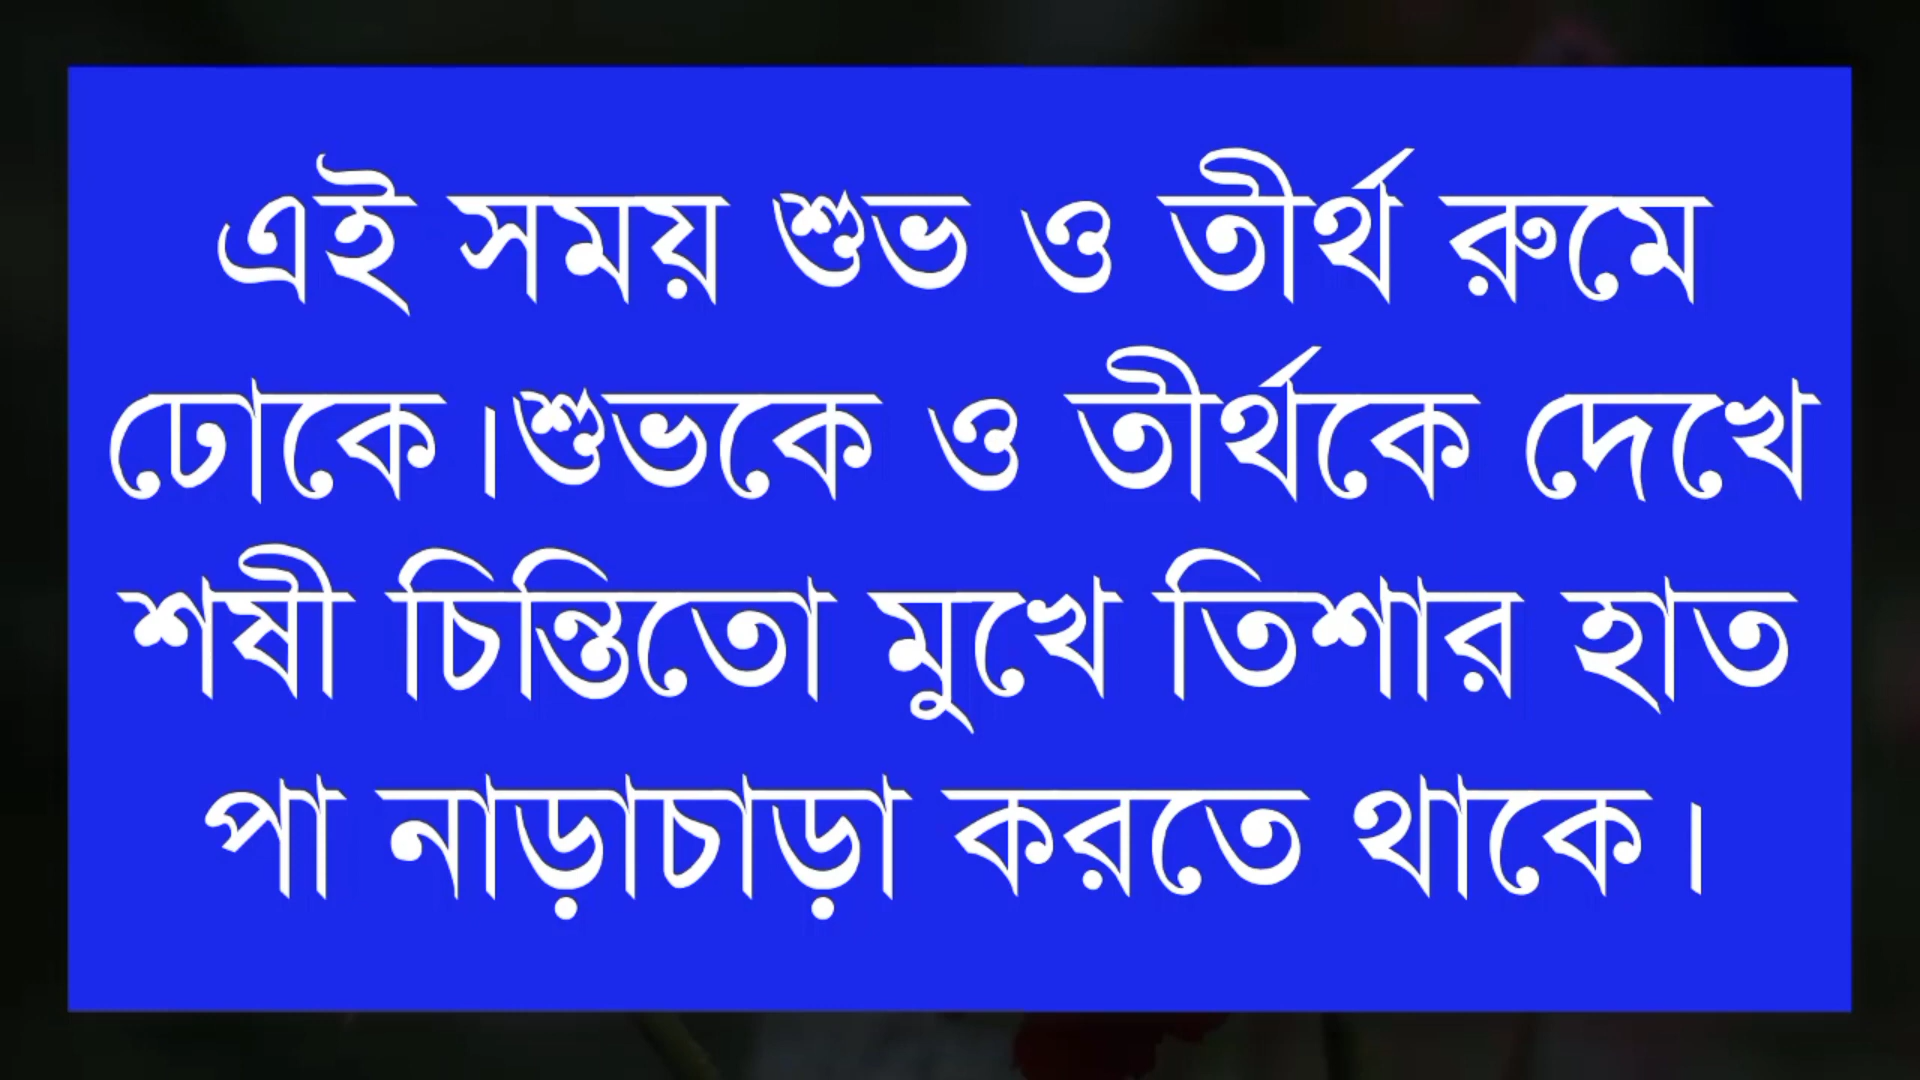 এই সময় শুভ ও তীর্থ রুমে
ঢোকে।শুভকে ও তীর্থকে দেখে
শষী চিন্তিতো মুখে তিশার হাত
পা নাড়াচাড়া করতে থাকে।